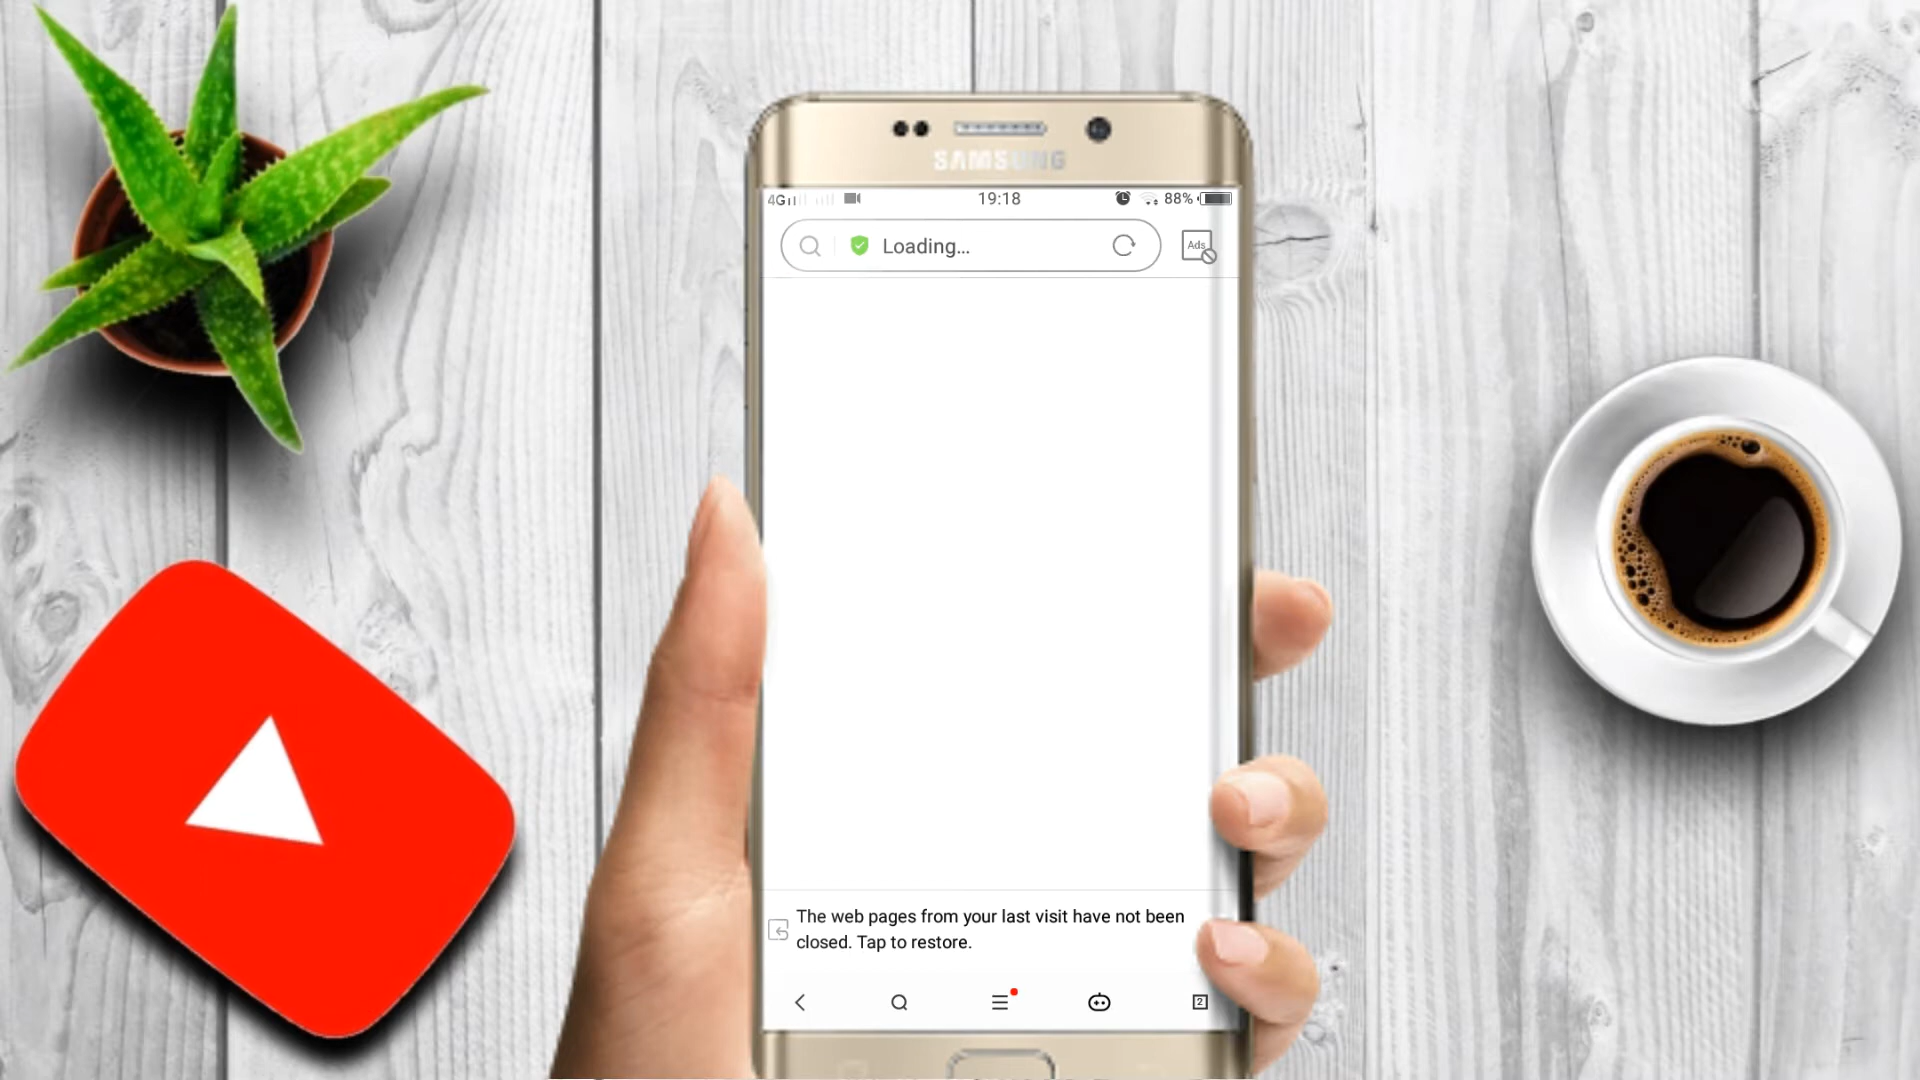 SAMSUNG
4G 19:18 88%
Loading...
Ads
The web pages from your last visit have not been
closed. Tap to restore.
2